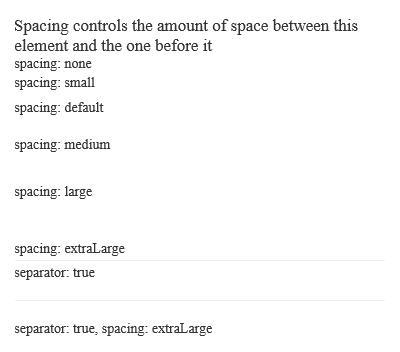 Spacing controls the amount of space between this
element and the one before it
spacing: none
spacing: small
spacing: default
spacing: medium
spacing: large
spacing: extraLarge
separator: true
separator: true, spacing: extraLarge